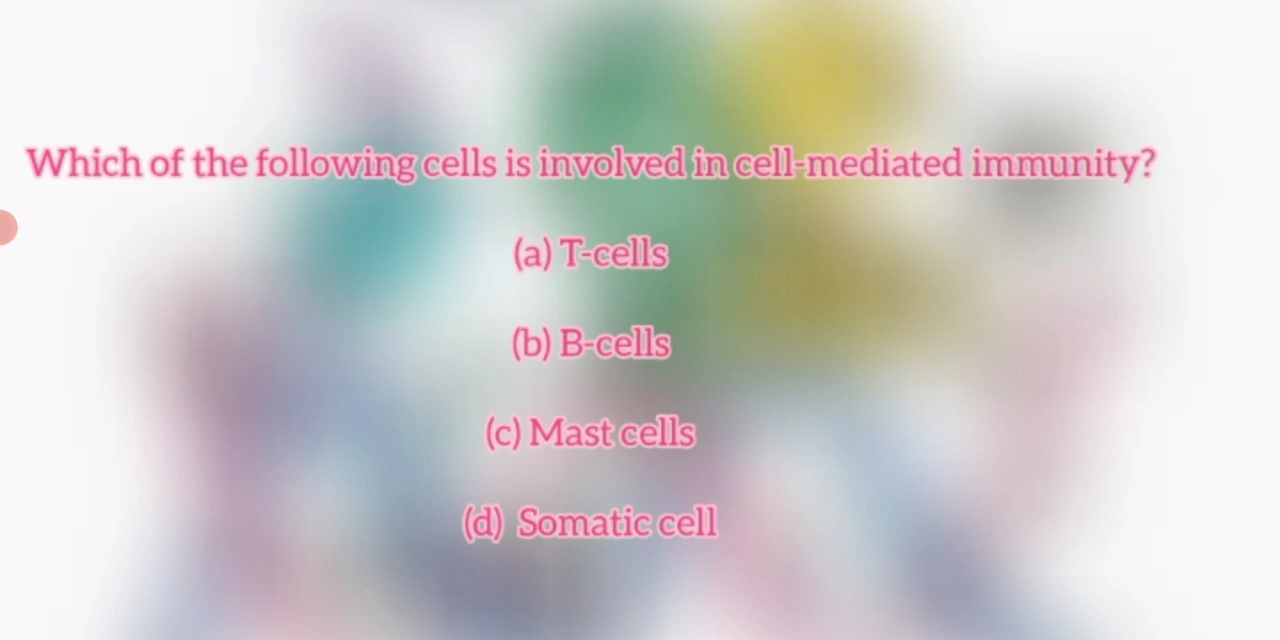 Which of the following cells is involved in cell-mediated immunity?
(a) T-cells
(b) B-cells
(c) Mast cells
(d) Somatic cell